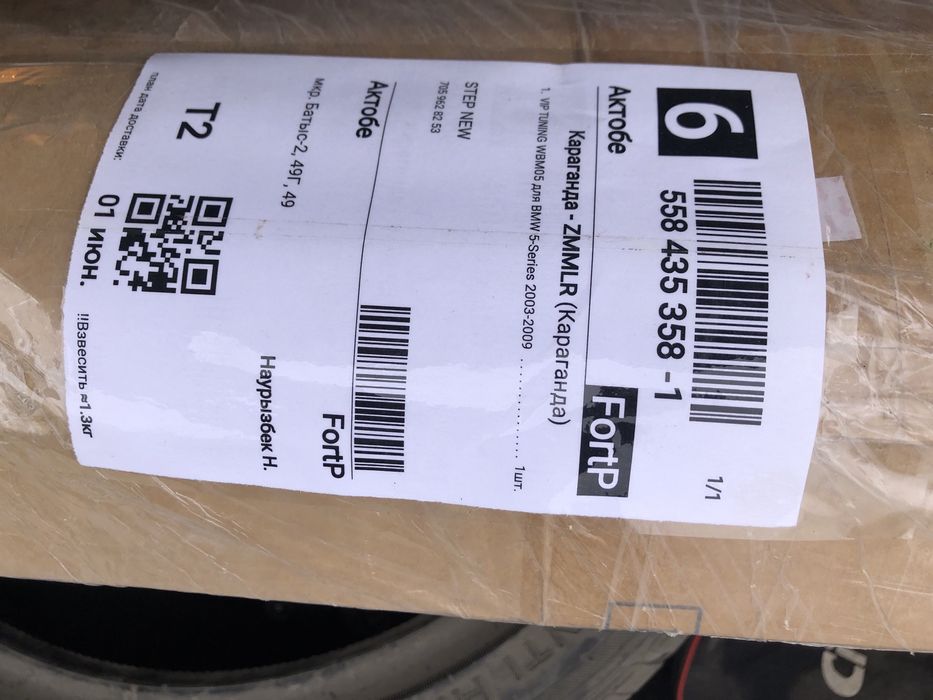 6
558 435 358 -1
1/1
Актобе
FortP
Караганда - ZMMLR (Караганда)
1. VIP TUNING WBM05 для BMW 5-Series 2003-2009 ..................... 1шт.
STEP NEW
705 962 82 53
Актобе
FortP
мкр. Батыс-2, 49Г, 49
Наурызбек Н.
T2
план дата доставки:
01 июн.
!!Взвесить ≈1.3кг